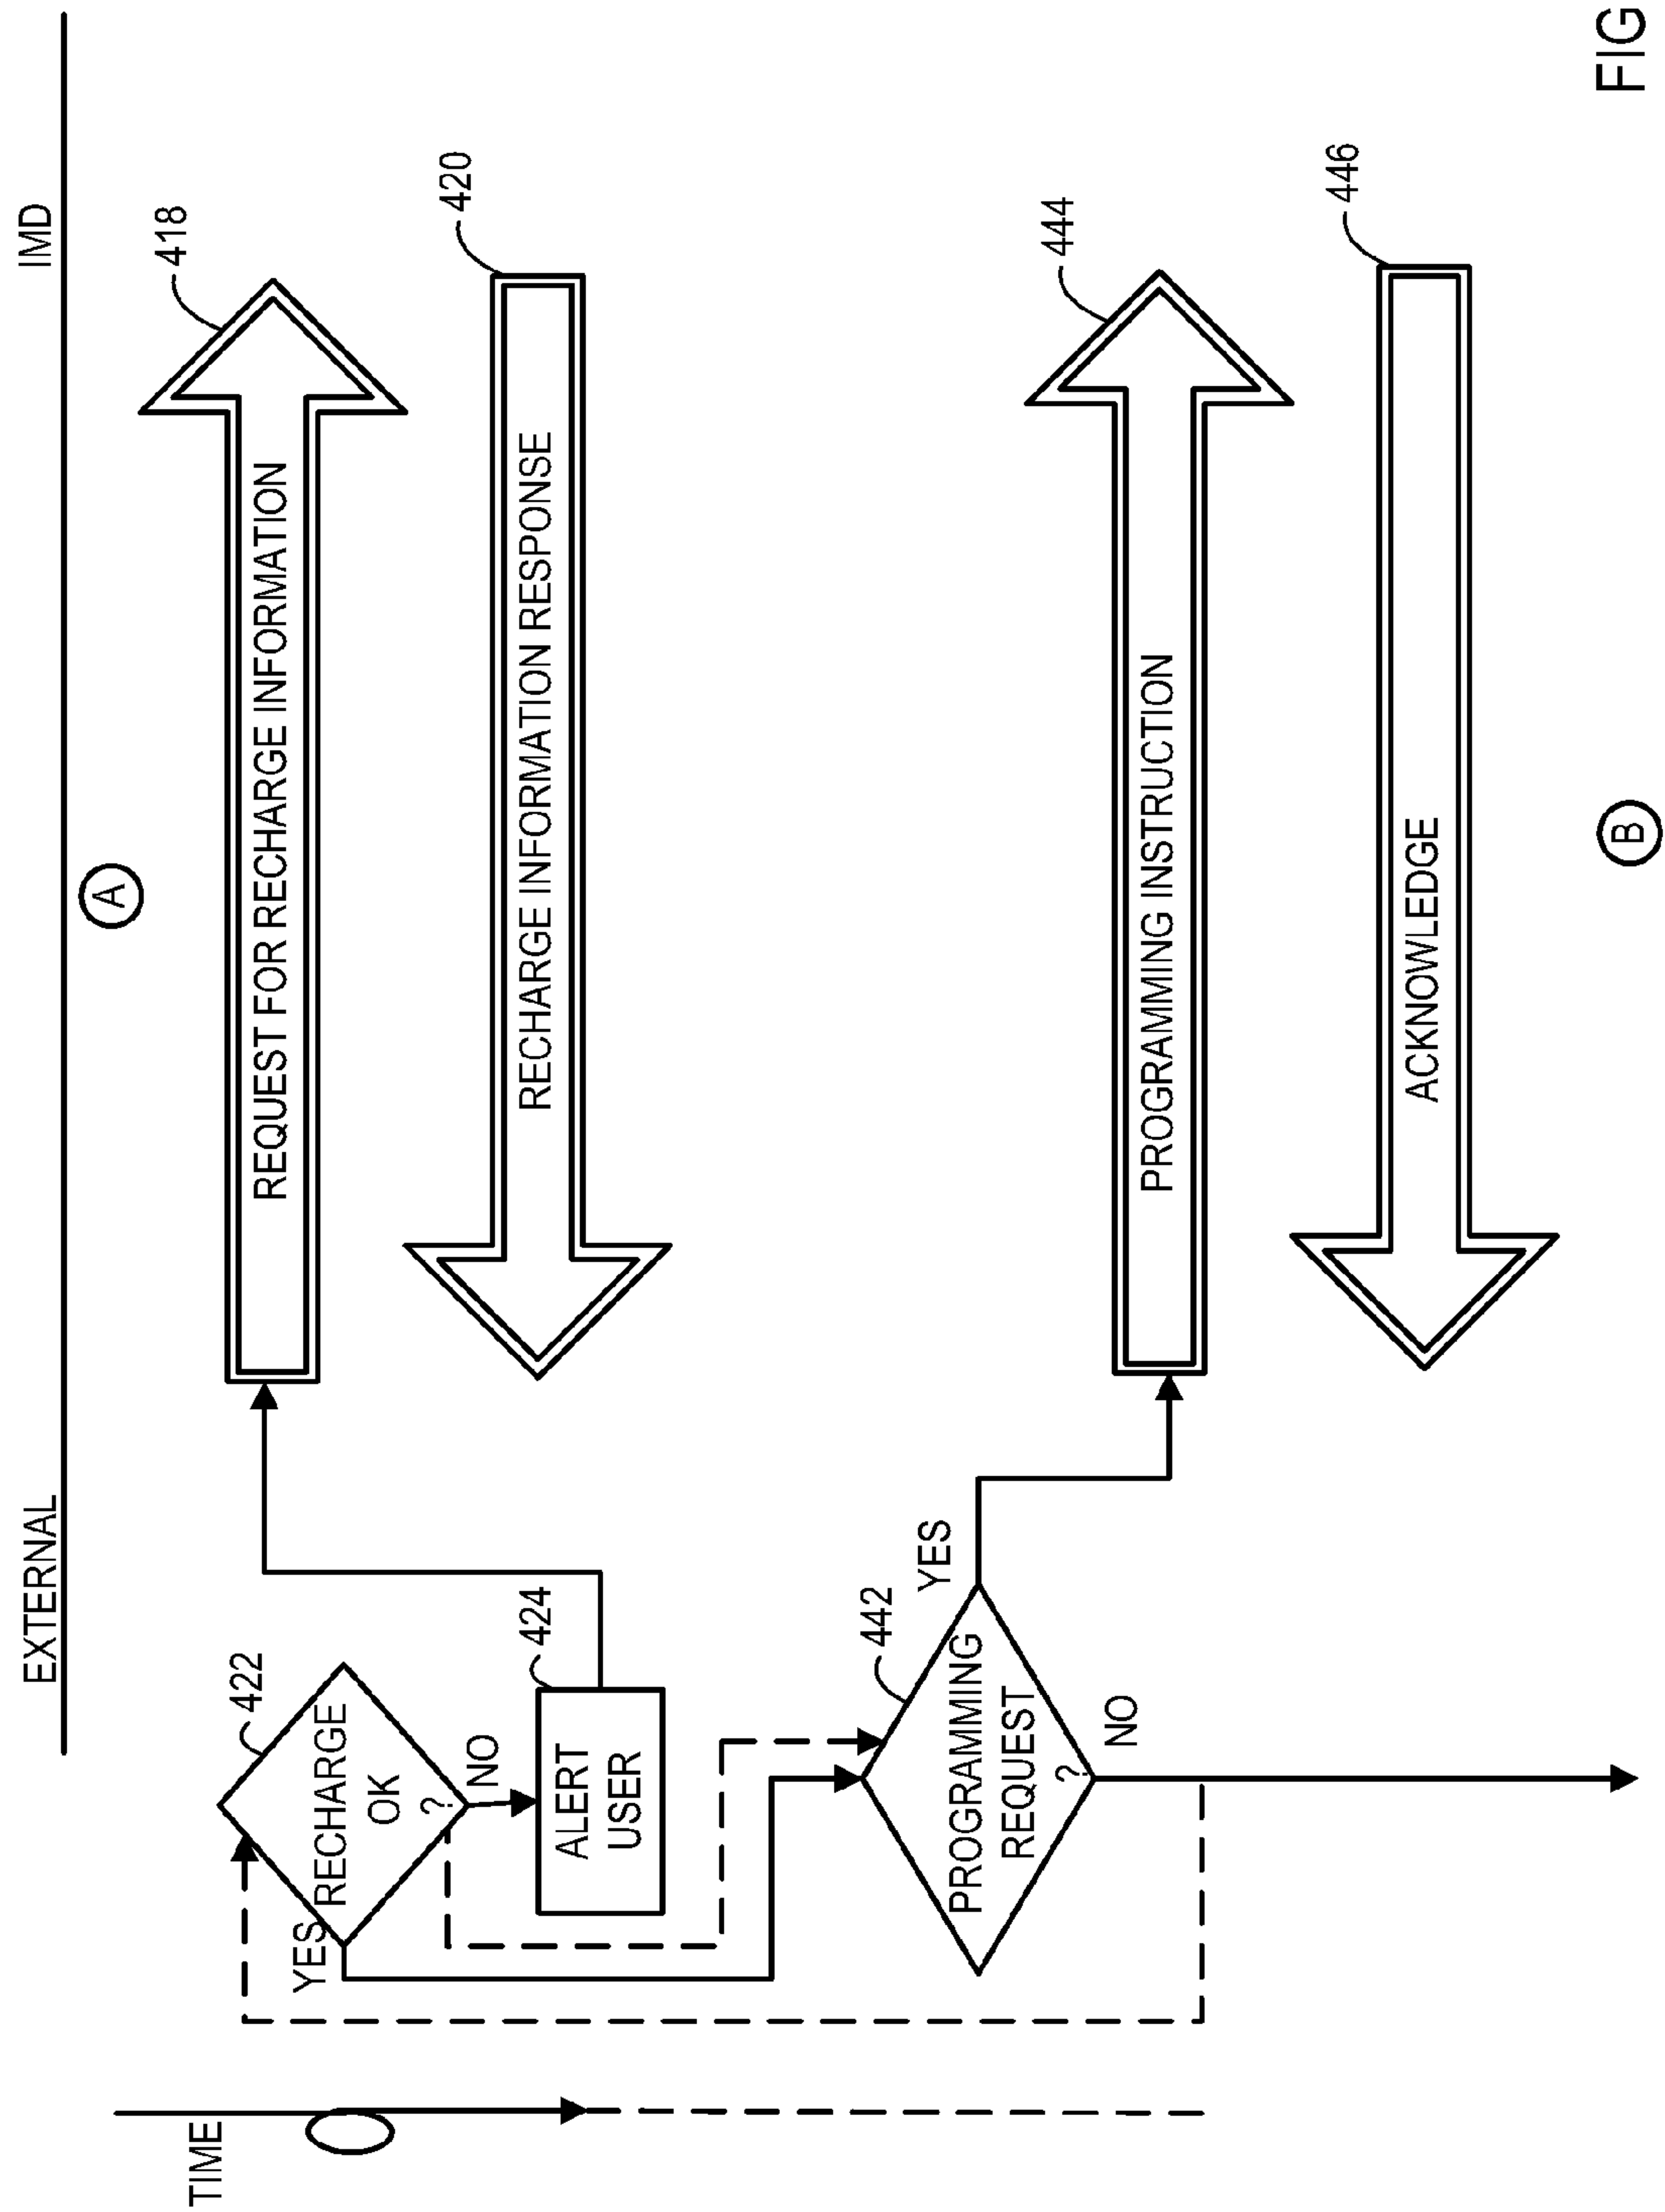 EXTERNAL
IMD
TIME
A
418
REQUEST FOR RECHARGE INFORMATION
422
RECHARGE
OK
?
YES
NO
420
RECHARGE INFORMATION RESPONSE
424
ALERT
USER
442
PROGRAMMING
REQUEST
?
YES
NO
444
PROGRAMMING INSTRUCTION
446
ACKNOWLEDGE
B
FIG